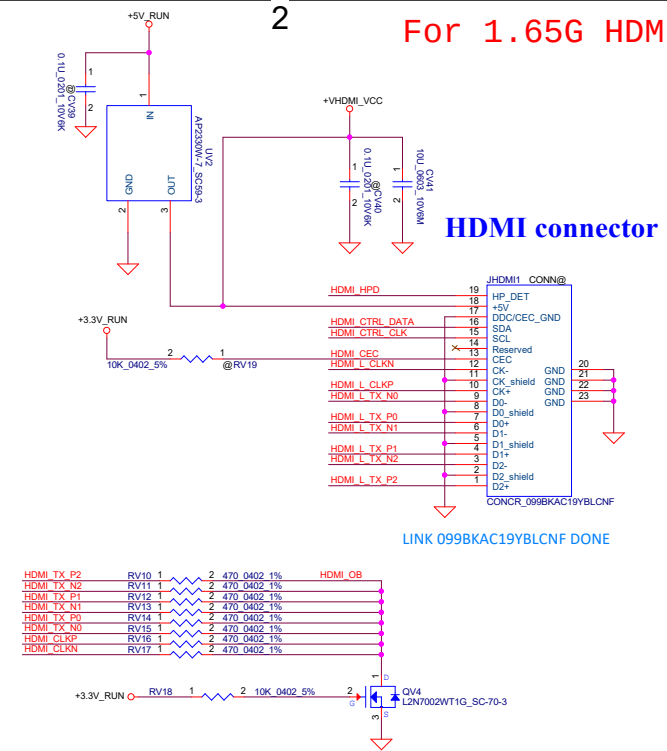 2
For 1.65G HDM
+5V_RUN
0.1U_0201_10V6K
@CV39
1
2
1
IN
UV2
AP2330W-7_SC59-3
GND
OUT
2
3
+VHDMI_VCC
1
2
0.1U_0201_10V6K
@CV40
1
2
10U_0603_10V6M
CV41
HDMI connector
JHDMI1 CONN@
HDMI_HPD 19 HP_DET
18 +5V
17 DDC/CEC_GND
HDMI_CTRL_DATA 16 SDA
HDMI_CTRL_CLK 15 SCL
14 Reserved
HDMI_CEC 13 CEC
HDMI_L_CLKN 12 CK-
11 CK_shield
HDMI_L_CLKP 10 CK+
HDMI_L_TX_N0 9 D0-
8 D0_shield
HDMI_L_TX_P0 7 D0+
HDMI_L_TX_N1 6 D1-
5 D1_shield
HDMI_L_TX_P1 4 D1+
HDMI_L_TX_N2 3 D2-
2 D2_shield
HDMI_L_TX_P2 1 D2+
GND 20
GND 21
GND 22
GND 23
CONCR_099BKAC19YBLCNF
+3.3V_RUN
2 1
10K_0402_5% @RV19
LINK 099BKAC19YBLCNF DONE
HDMI_TX_P2 RV10 1 2 470_0402_1% HDMI_OB
HDMI_TX_N2 RV11 1 2 470_0402_1%
HDMI_TX_P1 RV12 1 2 470_0402_1%
HDMI_TX_N1 RV13 1 2 470_0402_1%
HDMI_TX_P0 RV14 1 2 470_0402_1%
HDMI_TX_N0 RV15 1 2 470_0402_1%
HDMI_CLKP RV16 1 2 470_0402_1%
HDMI_CLKN RV17 1 2 470_0402_1%
1 D
+3.3V_RUN RV18 1 2 10K_0402_5% 2 G
QV4
L2N7002WT1G_SC-70-3
3 S